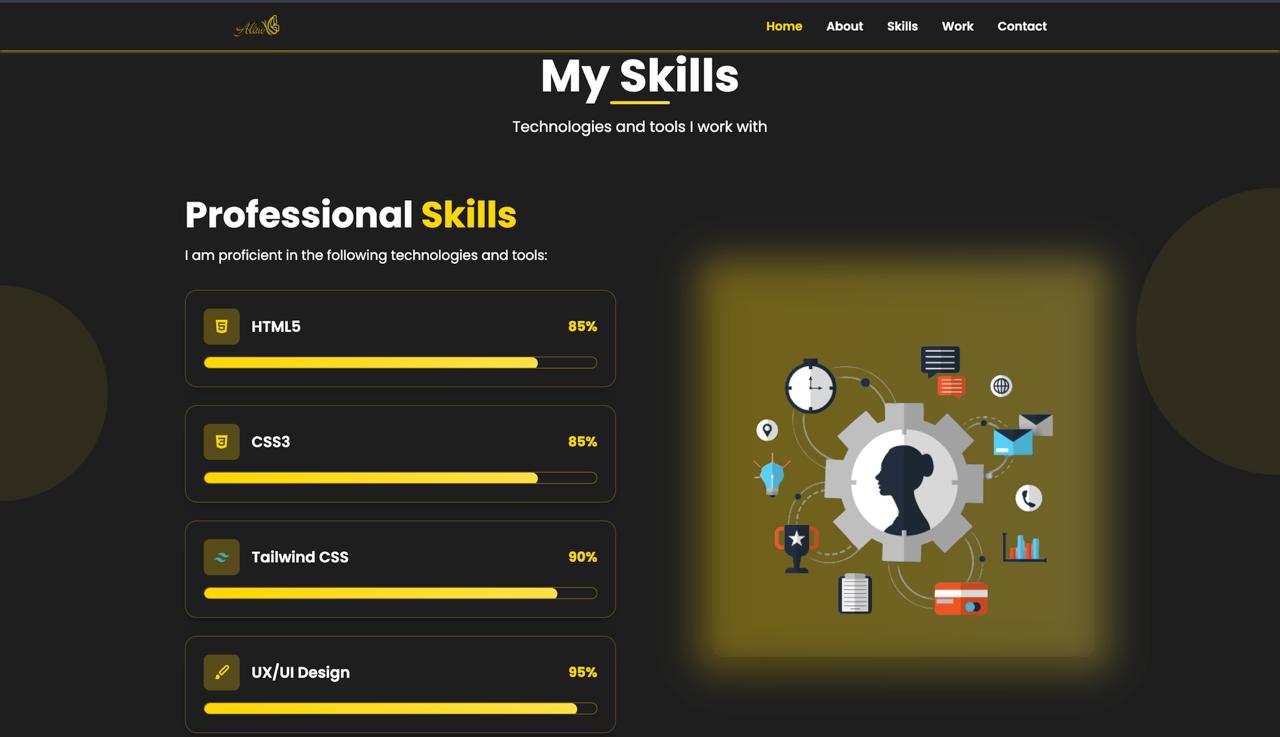 Alice
Home About Skills Work Contact
My Skills
Technologies and tools I work with
Professional Skills
I am proficient in the following technologies and tools:
HTML5 85%
CSS3 85%
Tailwind CSS 90%
UX/UI Design 95%